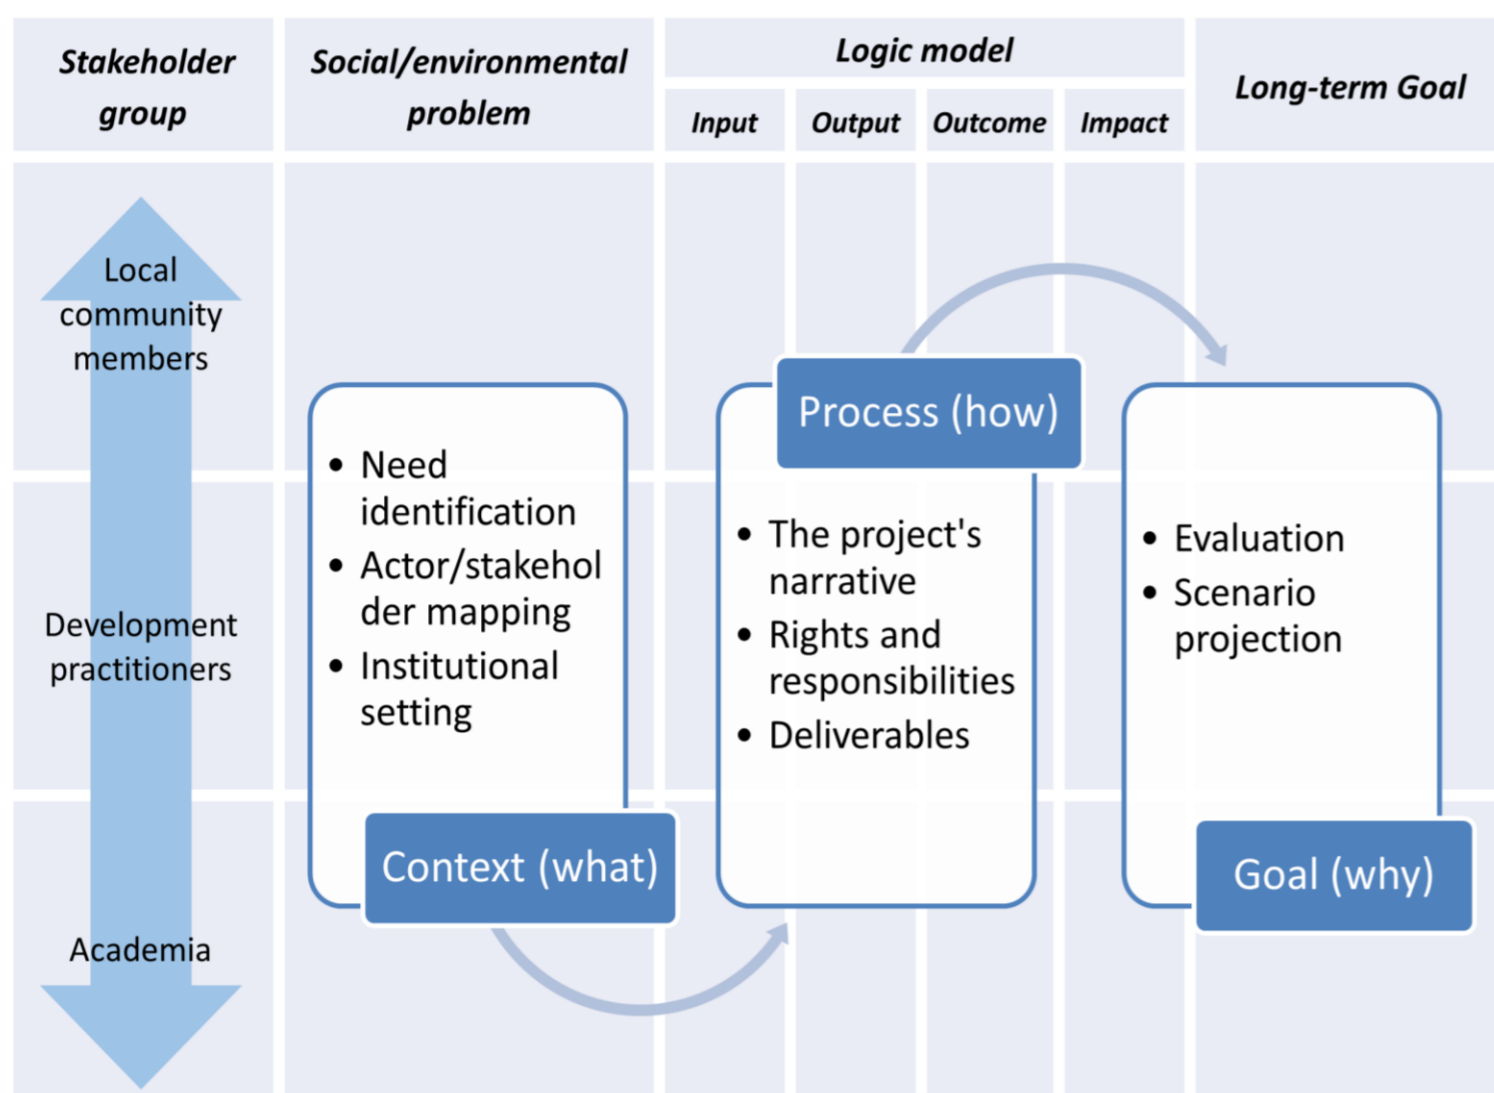 Stakeholder
group
Social/environmental
problem
Logic model
Input
Output
Outcome
Impact
Long-term Goal
Local
community
members
Development
practitioners
Academia
• Need
identification
• Actor/stakehol
der mapping
• Institutional
setting
Context (what)
Process (how)
• The project's
narrative
• Rights and
responsibilities
• Deliverables
• Evaluation
• Scenario
projection
Goal (why)